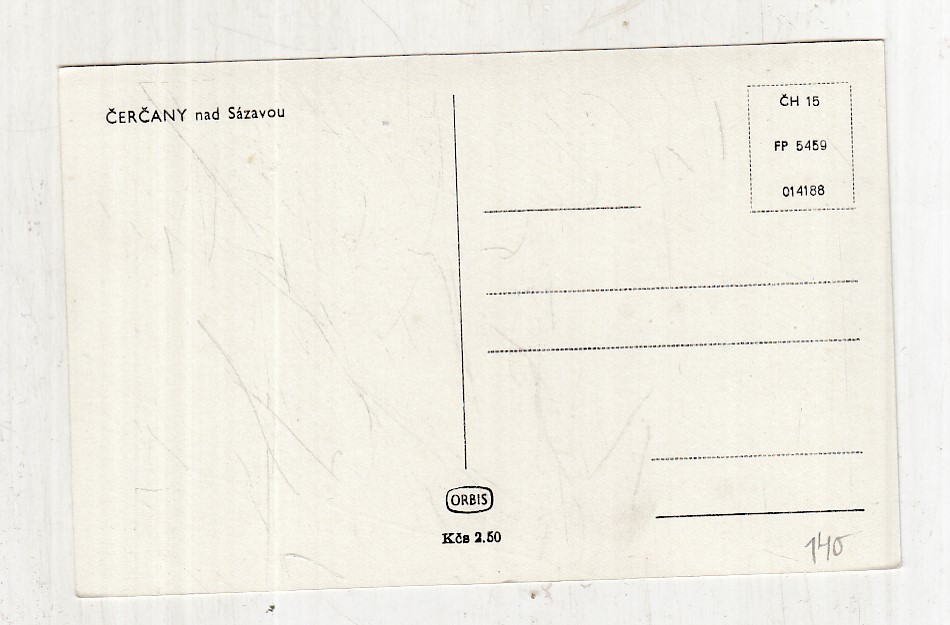 ČERČANY nad Sázavou
ČH 15
FP 5459
014188
ORBIS
Kčs 2.50
140